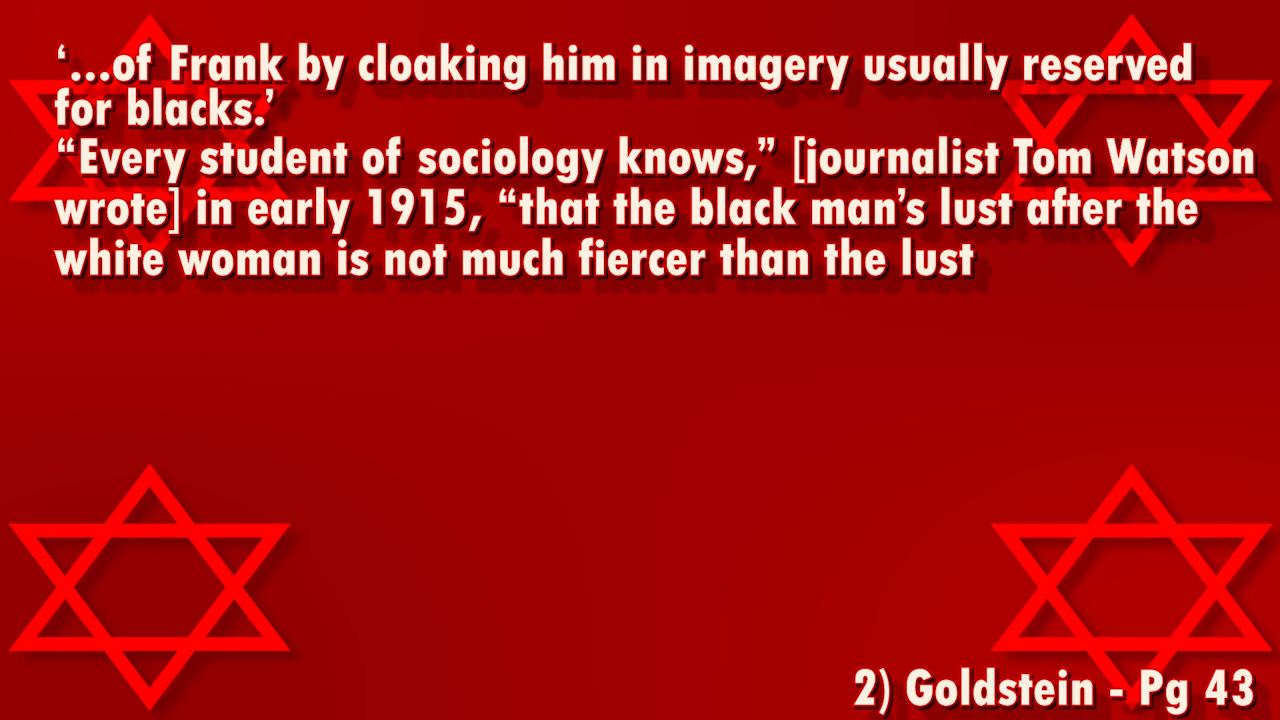 ‘...of Frank by cloaking him in imagery usually reserved
for blacks.’
“Every student of sociology knows,” [journalist Tom Watson
wrote] in early 1915, “that the black man’s lust after the
white woman is not much fiercer than the lust
2) Goldstein - Pg 43